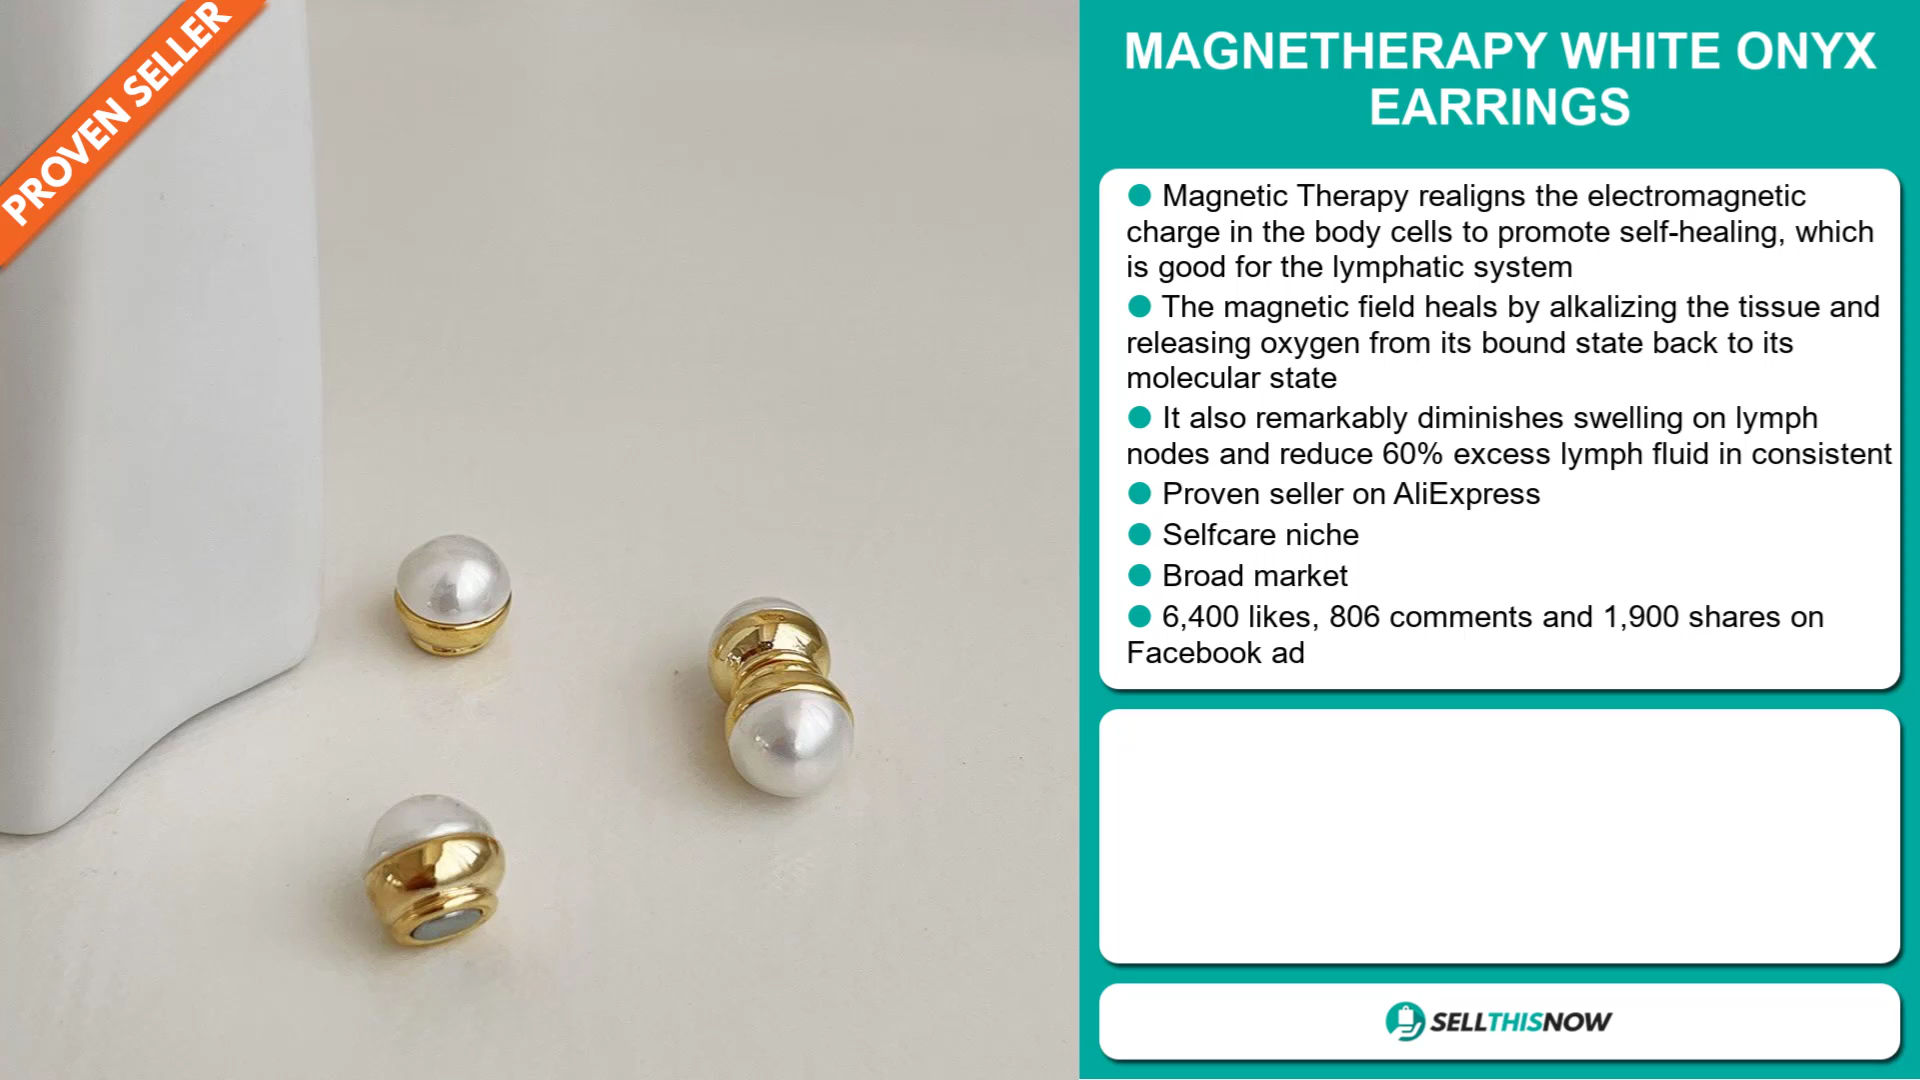 PROVEN SELLER
MAGNETHERAPY WHITE ONYX
EARRINGS
● Magnetic Therapy realigns the electromagnetic
charge in the body cells to promote self-healing, which
is good for the lymphatic system
● The magnetic field heals by alkalizing the tissue and
releasing oxygen from its bound state back to its
molecular state
● It also remarkably diminishes swelling on lymph
nodes and reduce 60% excess lymph fluid in consistent
● Proven seller on AliExpress
● Selfcare niche
● Broad market
● 6,400 likes, 806 comments and 1,900 shares on
Facebook ad
SELLTHISNOW